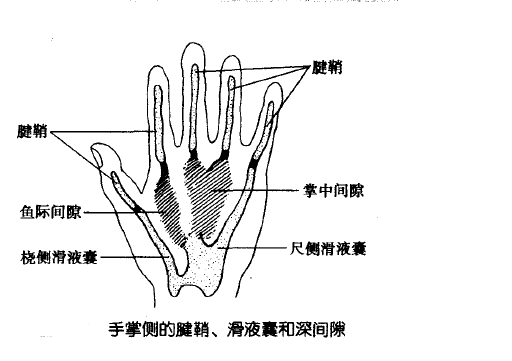 腱鞘
腱鞘
鱼际间隙
掌中间隙
桡侧滑液囊
尺侧滑液囊
手掌侧的腱鞘、滑液囊和深间隙